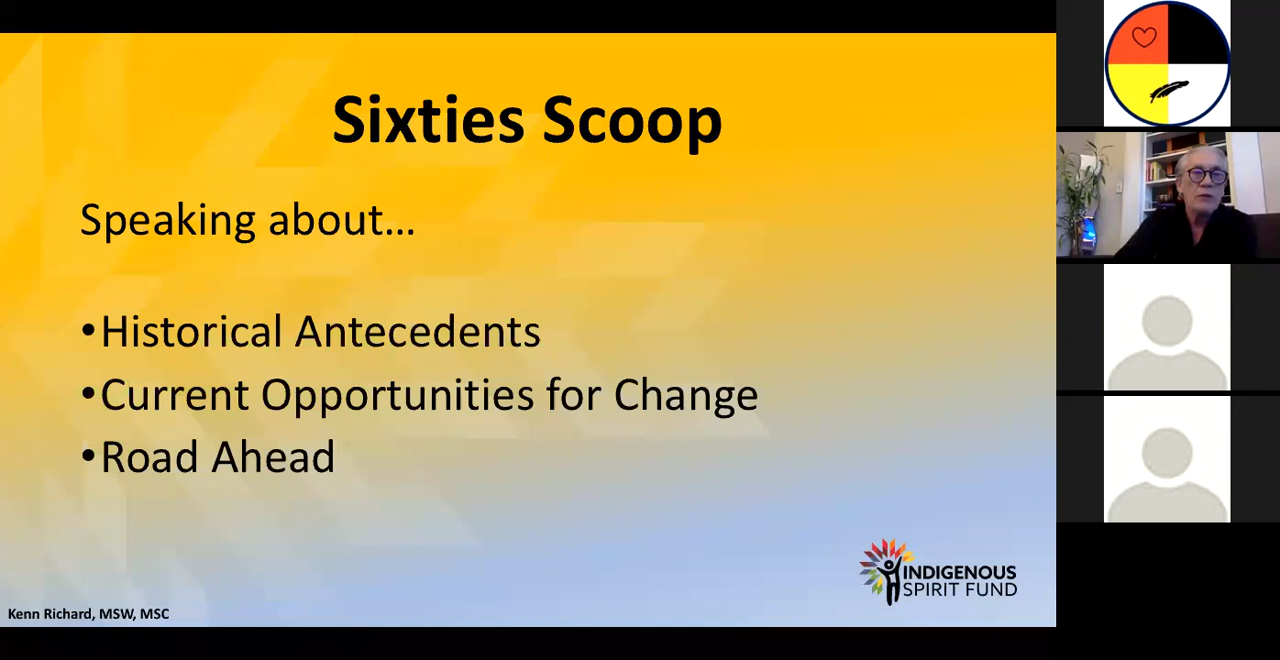 Sixties Scoop
Speaking about...
•Historical Antecedents
•Current Opportunities for Change
•Road Ahead
INDIGENOUS
SPIRIT FUND
Kenn Richard, MSW, MSC